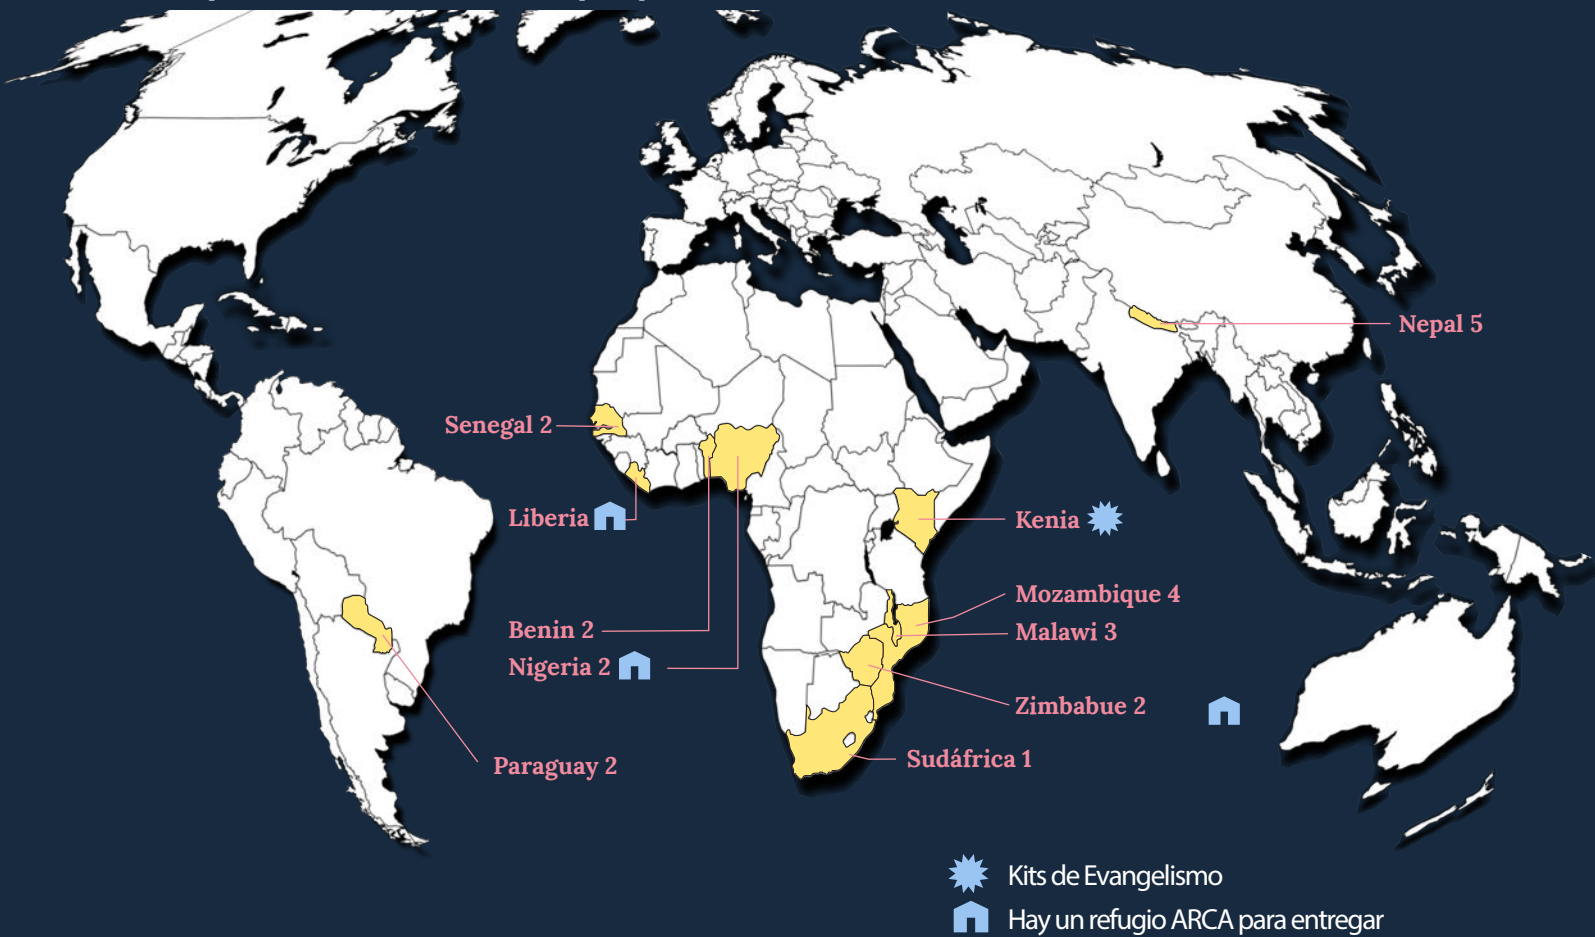 Nepal 5
Senegal 2
Liberia
Kenia
Mozambique 4
Benin 2
Malawi 3
Nigeria 2
Zimbabue 2
Sudáfrica 1
Paraguay 2
Kits de Evangelismo
Hay un refugio ARCA para entregar